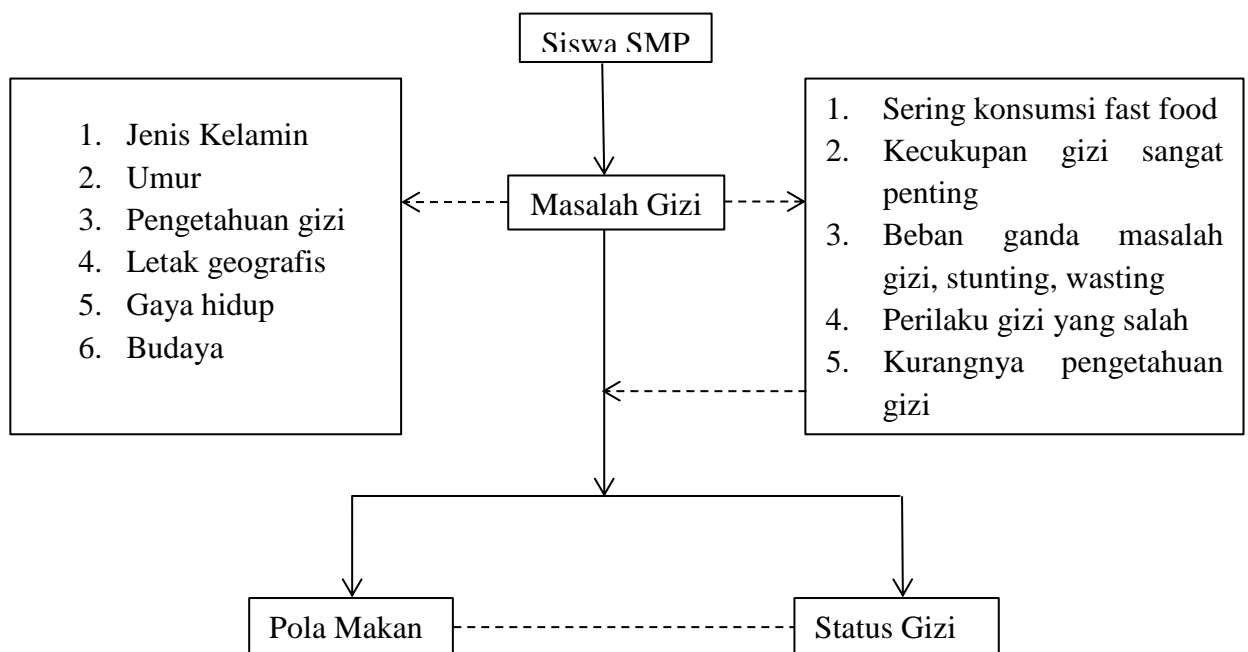 Siswa SMP
1. Jenis Kelamin
2. Umur
3. Pengetahuan gizi
4. Letak geografis
5. Gaya hidup
6. Budaya
Masalah Gizi
1. Sering konsumsi fast food
2. Kecukupan gizi sangat
penting
3. Beban ganda masalah
gizi, stunting, wasting
4. Perilaku gizi yang salah
5. Kurangnya pengetahuan
gizi
Pola Makan
Status Gizi